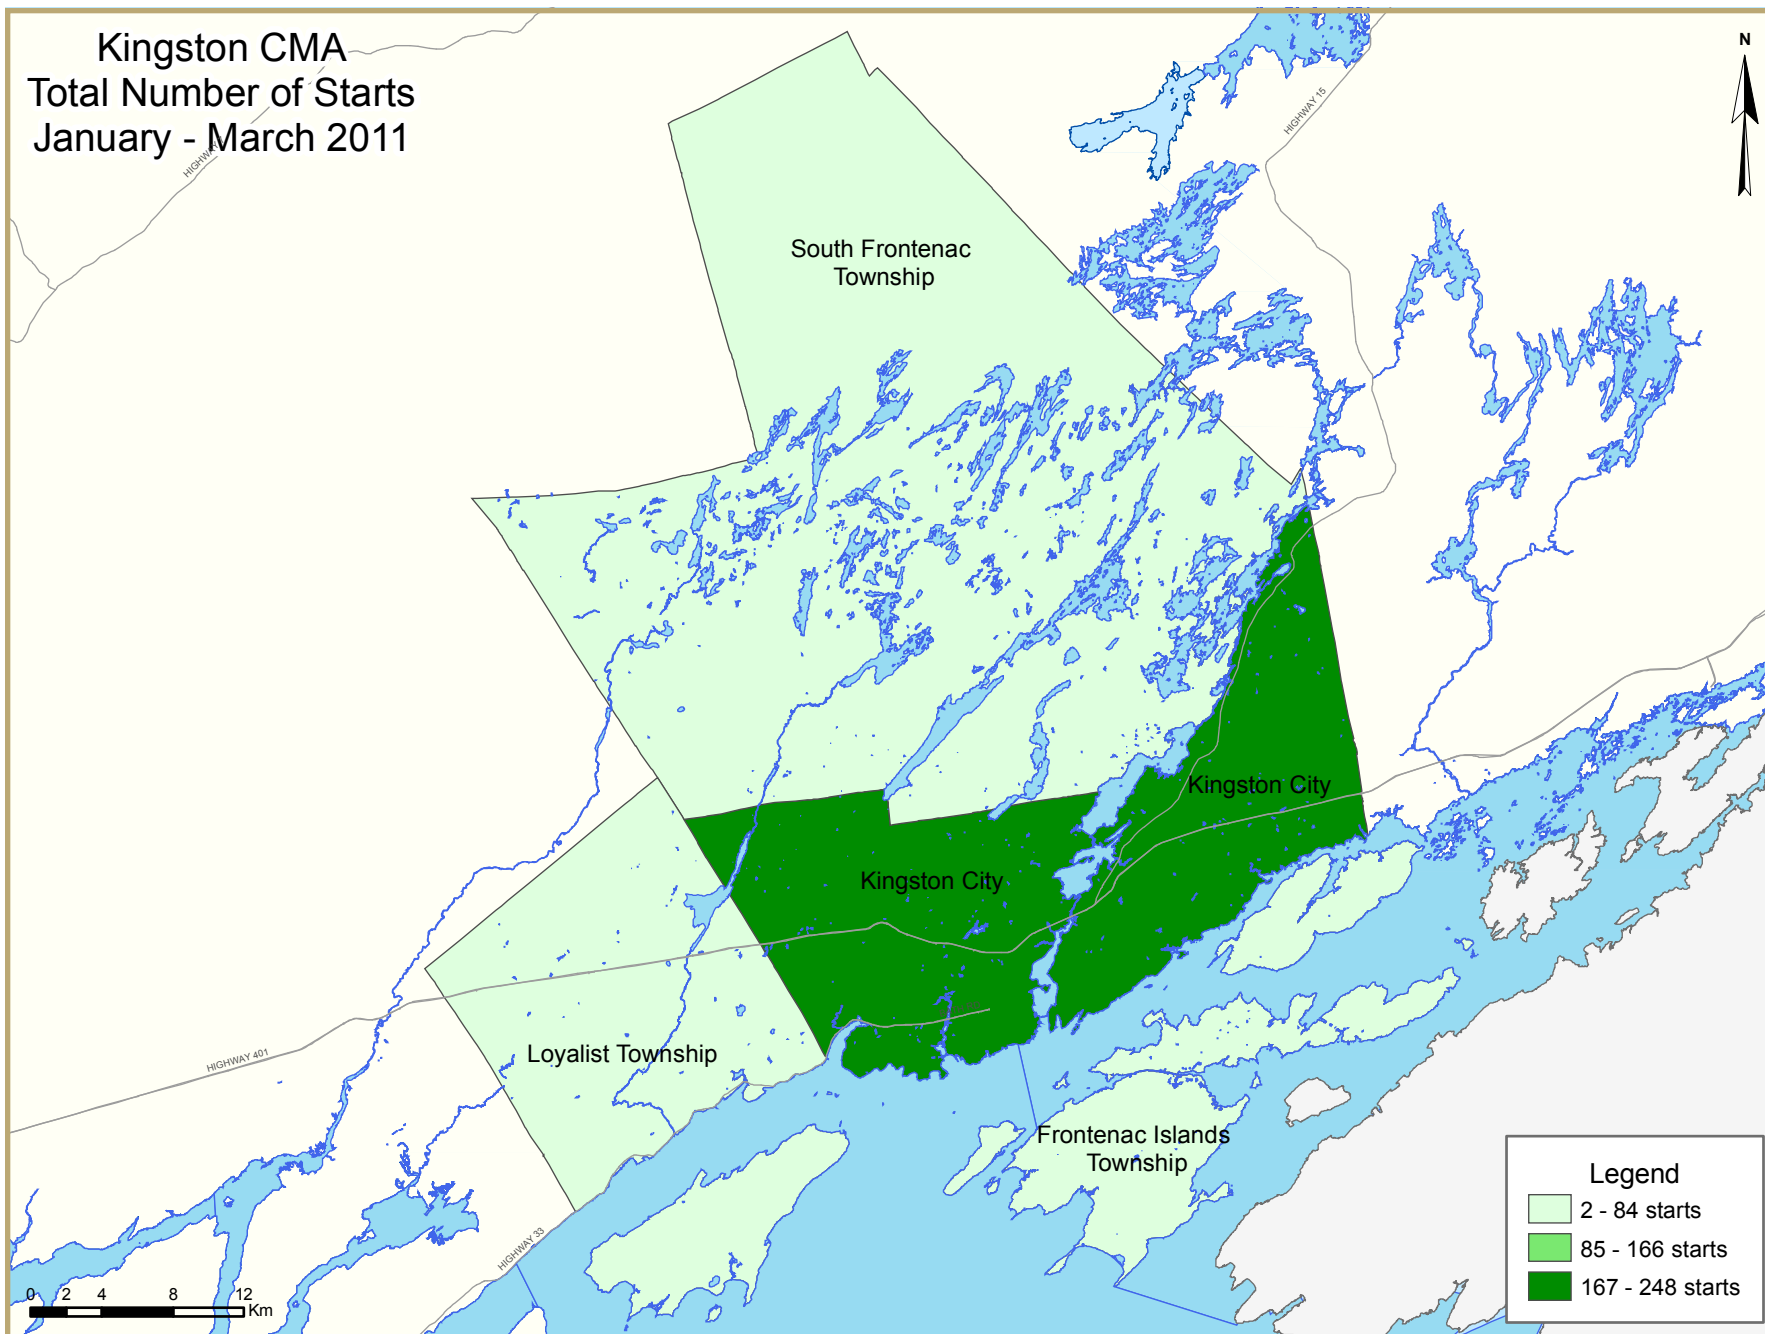 Kingston CMA
Total Number of Starts
January - March 2011
N
HIGHWAY
HIGHWAY 15
South Frontenac
Township
Kingston City
Kingston City
Loyalist Township
HIGHWAY 401
Frontenac Islands
Township
HIGHWAY 33
Legend
2 - 84 starts
85 - 166 starts
167 - 248 starts
0 2 4 8 12
Km